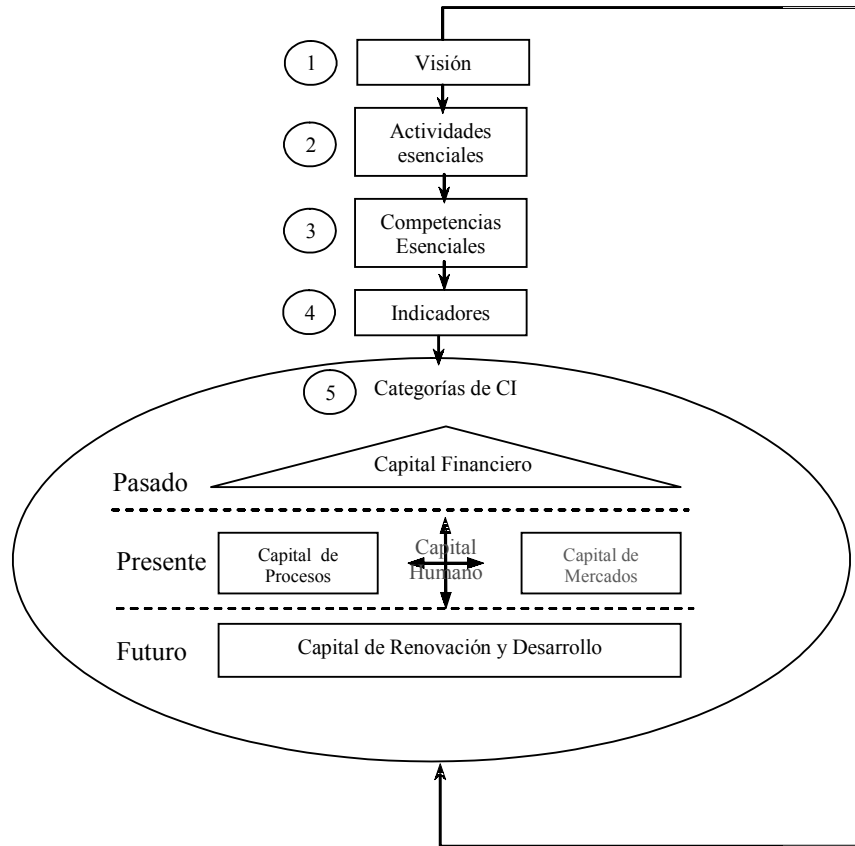 1
Visión
2
Actividades
esenciales
3
Competencias
Esenciales
4
Indicadores
5
Categorías de CI
Capital Financiero
Pasado
Presente
Capital de
Procesos
Capital
Humano
Capital de
Mercados
Futuro
Capital de Renovación y Desarrollo